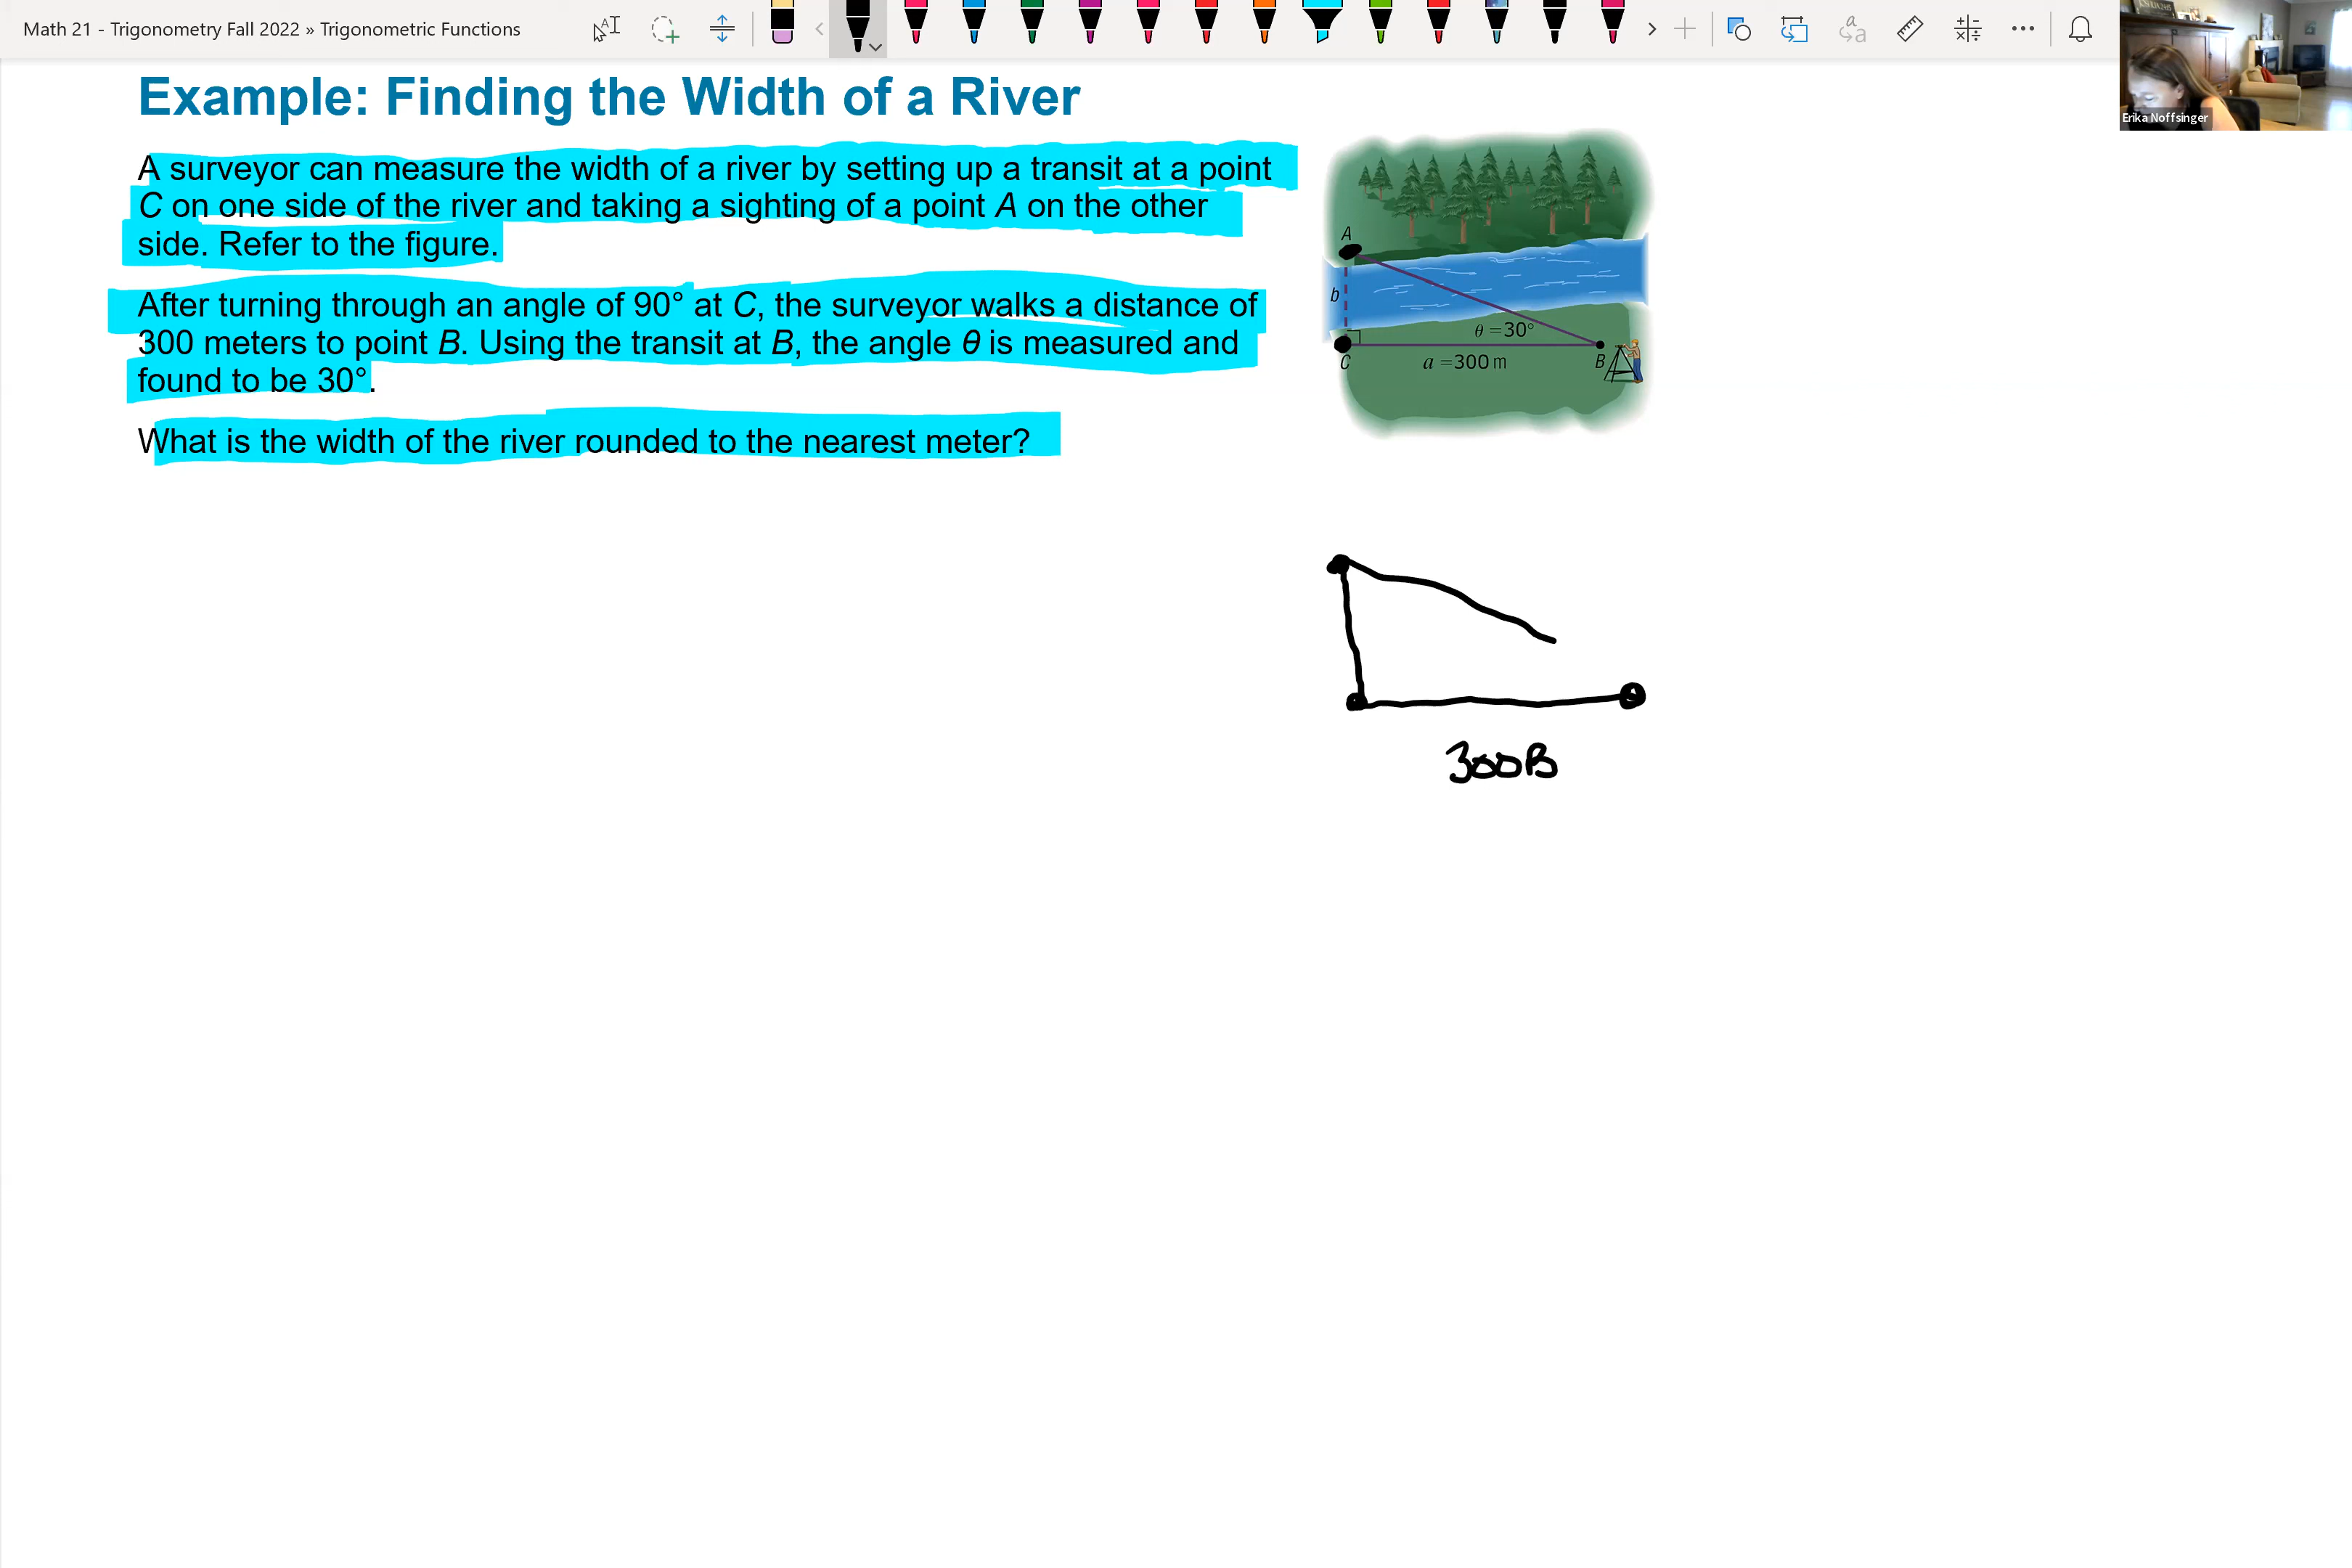 Math 21 - Trigonometry Fall 2022 » Trigonometric Functions
Erika Noffsinger
Example: Finding the Width of a River
A surveyor can measure the width of a river by setting up a transit at a point
C on one side of the river and taking a sighting of a point A on the other
side. Refer to the figure.
After turning through an angle of 90° at C, the surveyor walks a distance of
300 meters to point B. Using the transit at B, the angle θ is measured and
found to be 30°.
What is the width of the river rounded to the nearest meter?
A
b
θ =30°
C
a =300 m
B
300B